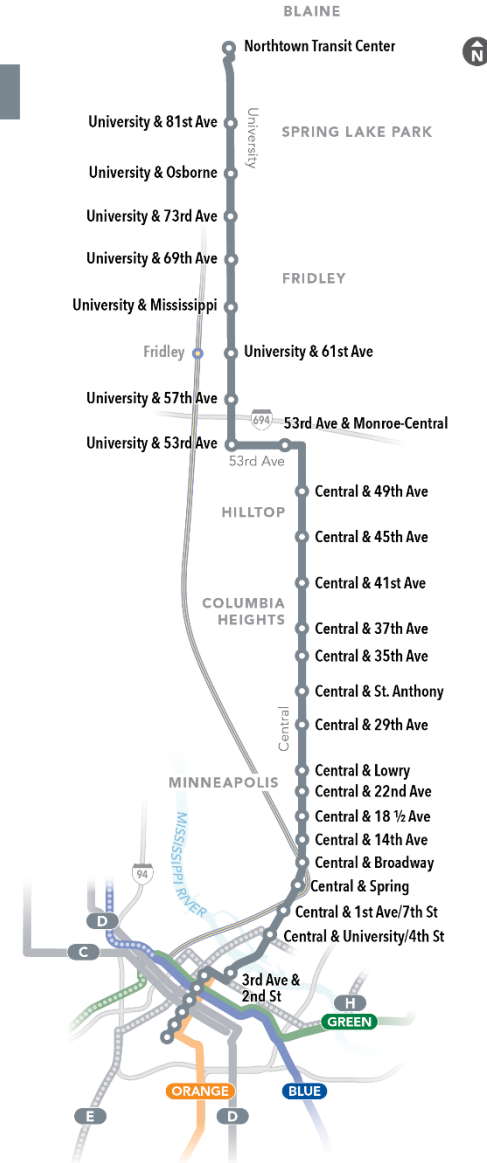 BLAINE
Northtown Transit Center
N
University & 81st Ave
University
SPRING LAKE PARK
University & Osborne
University & 73rd Ave
University & 69th Ave
FRIDLEY
University & Mississippi
Fridley
University & 61st Ave
University & 57th Ave
694
53rd Ave & Monroe-Central
University & 53rd Ave
53rd Ave
Central & 49th Ave
HILLTOP
Central & 45th Ave
Central & 41st Ave
COLUMBIA
HEIGHTS
Central & 37th Ave
Central & 35th Ave
Central & St. Anthony
Central
Central & 29th Ave
Central & Lowry
MINNEAPOLIS
Central & 22nd Ave
Central & 18 ½ Ave
MISSISSIPPI RIVER
Central & 14th Ave
Central & Broadway
94
Central & Spring
Central & 1st Ave/7th St
D
Central & University/4th St
C
3rd Ave &
2nd St
H
GREEN
ORANGE
BLUE
E
D